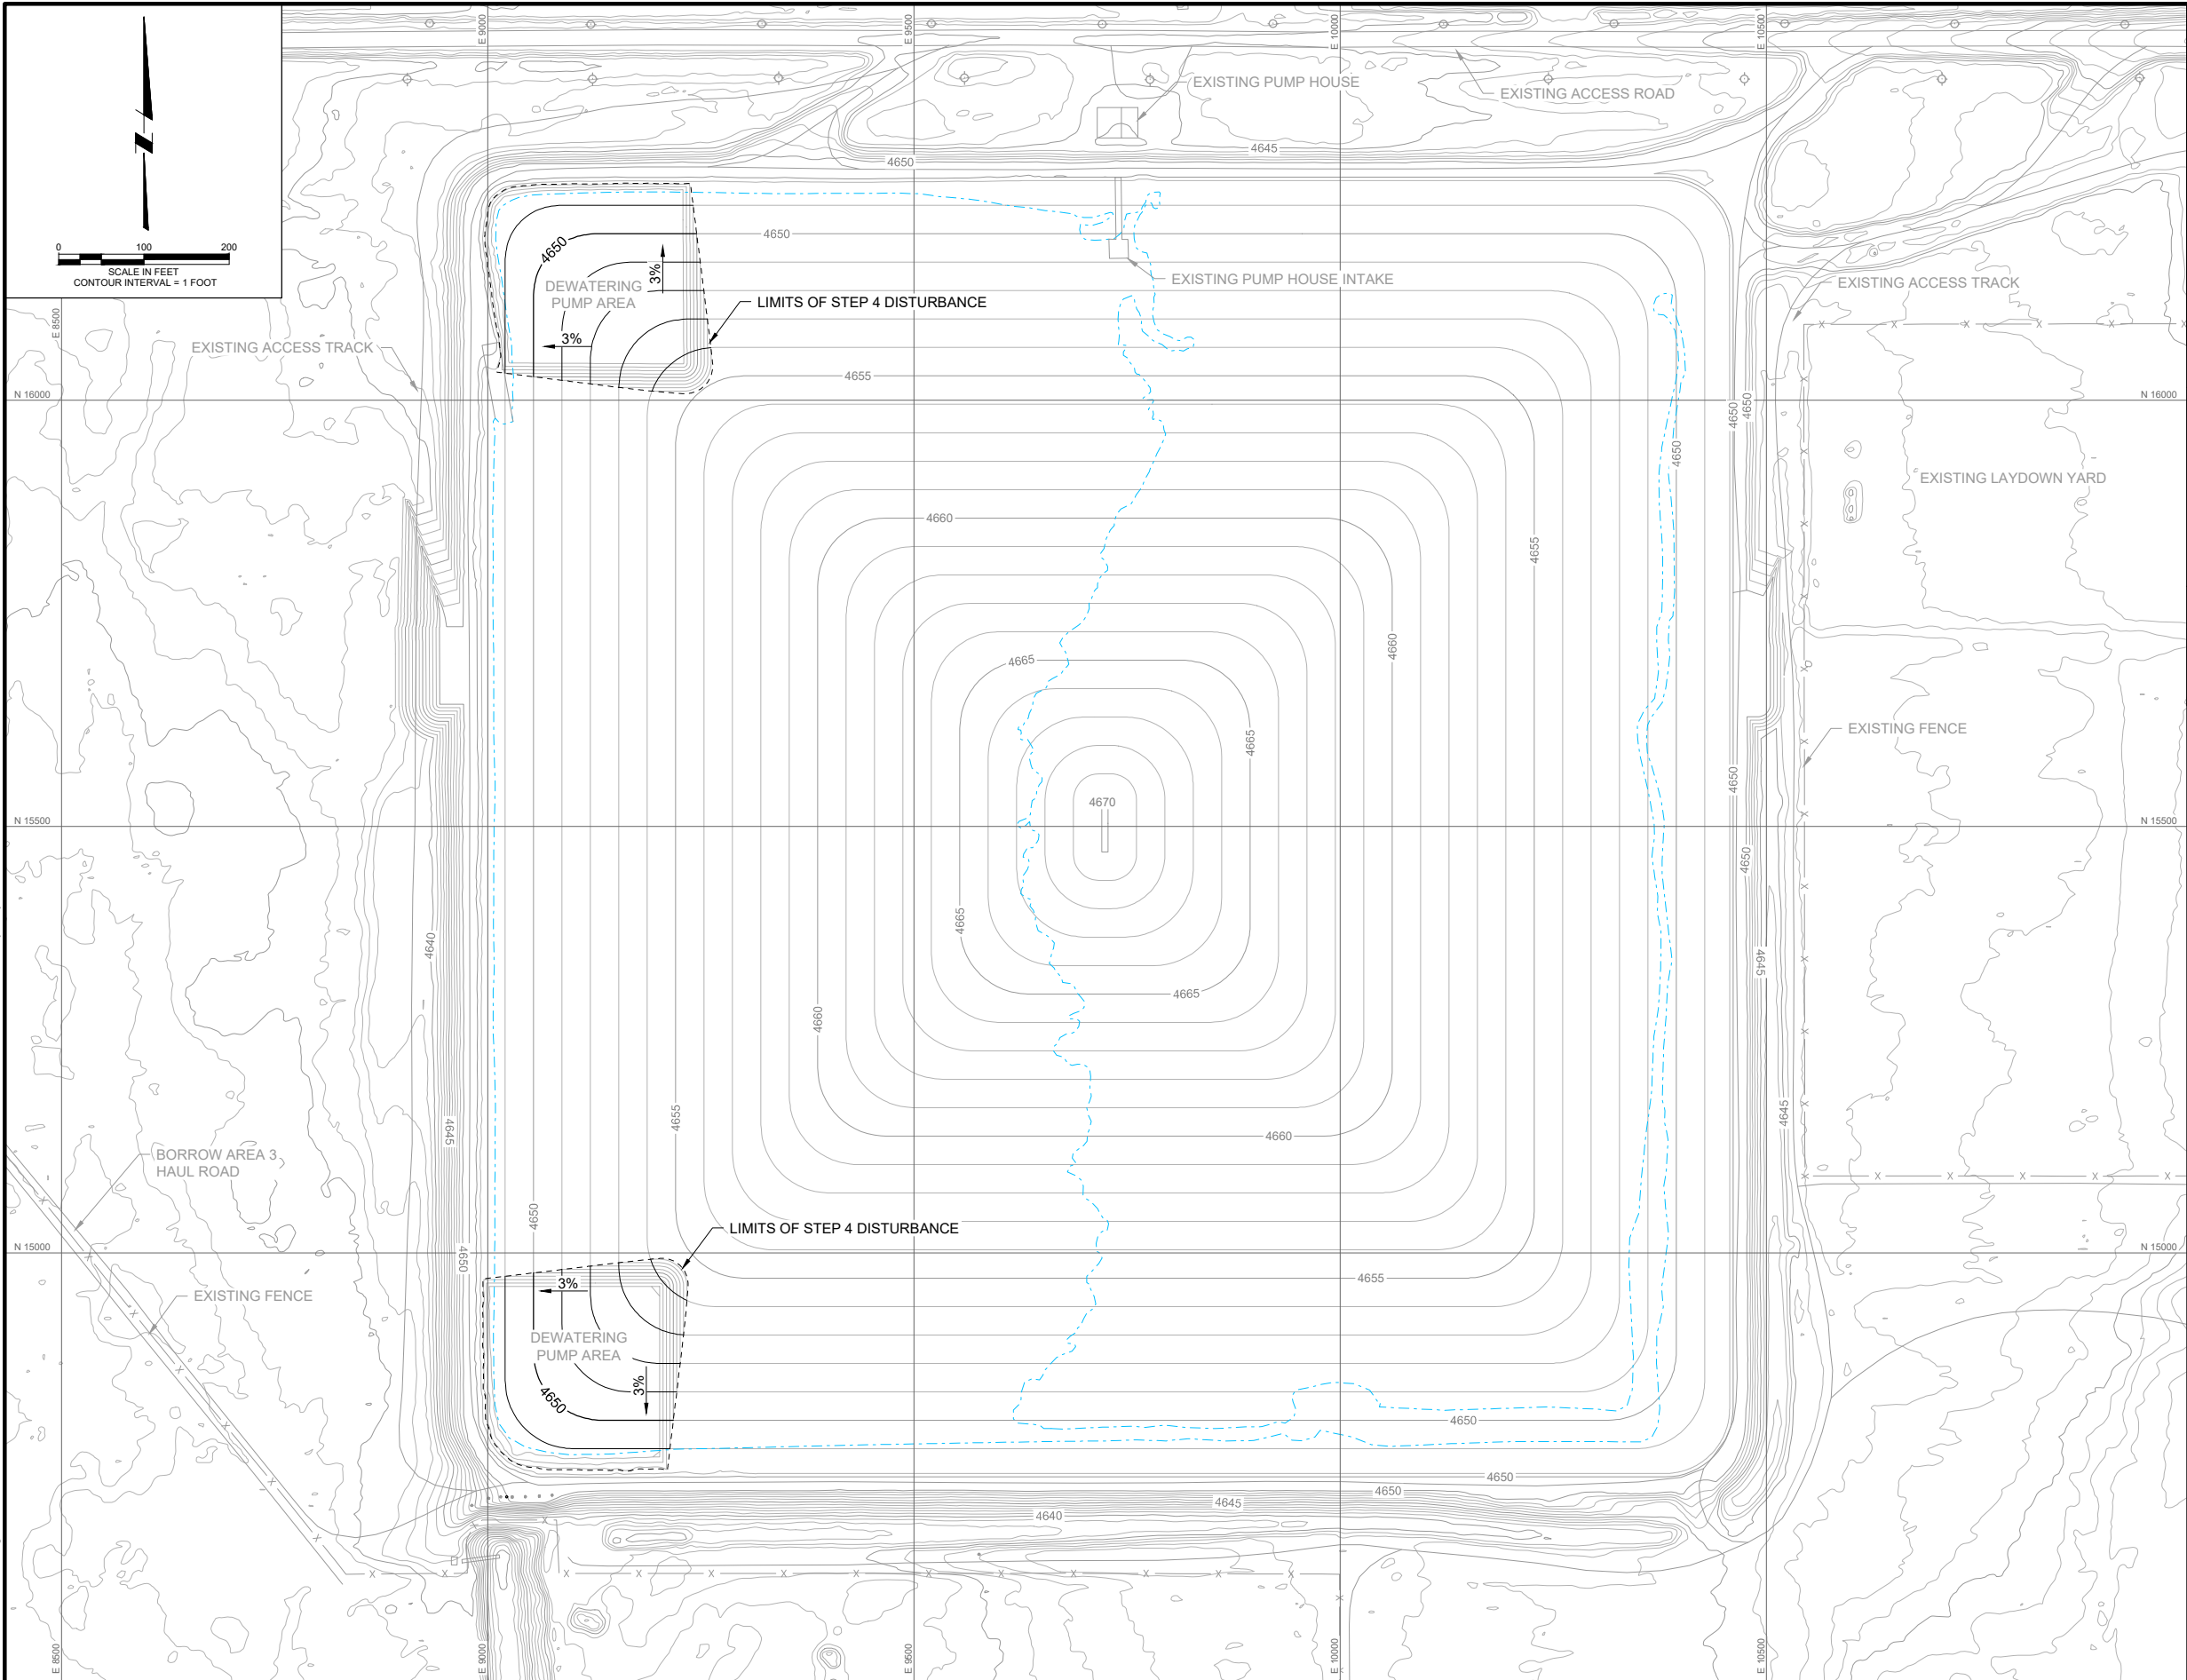 E 9000
E 9500
E 10000
E 10500
EXISTING PUMP HOUSE
EXISTING ACCESS ROAD
4645
4650
N
0 100 200
SCALE IN FEET
CONTOUR INTERVAL = 1 FOOT
4650
4650
3%
DEWATERING
PUMP AREA
EXISTING PUMP HOUSE INTAKE
EXISTING ACCESS TRACK
LIMITS OF STEP 4 DISTURBANCE
E 8500
3%
EXISTING ACCESS TRACK
4655
N 16000
N 16000
4650
4650
4650
EXISTING LAYDOWN YARD
4660
4655
4660
4665
4665
EXISTING FENCE
4650
4670
N 15500
N 15500
4650
4665
4640
4645
4665
4660
4655
4645
4645
4660
BORROW AREA 3
HAUL ROAD
4650
LIMITS OF STEP 4 DISTURBANCE
N 15000
N 15000
4650
4655
3%
EXISTING FENCE
DEWATERING
PUMP AREA
3%
4650
4650
4650
4650
4645
4640
E 8500
E 9000
E 9500
E 10000
E 10500